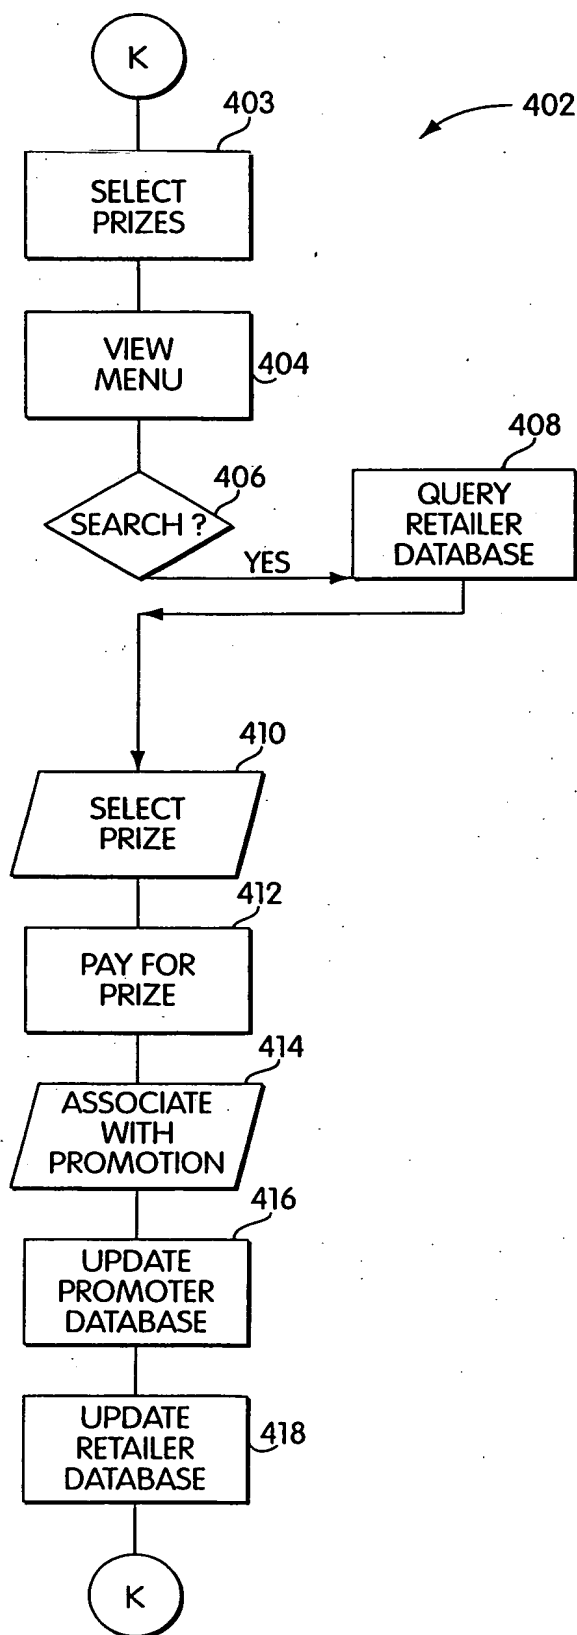 K
403
402
SELECT
PRIZES
VIEW
MENU
404
406
SEARCH ?
YES
408
QUERY
RETAILER
DATABASE
410
SELECT
PRIZE
412
PAY FOR
PRIZE
414
ASSOCIATE
WITH
PROMOTION
416
UPDATE
PROMOTER
DATABASE
UPDATE
RETAILER
DATABASE
418
K